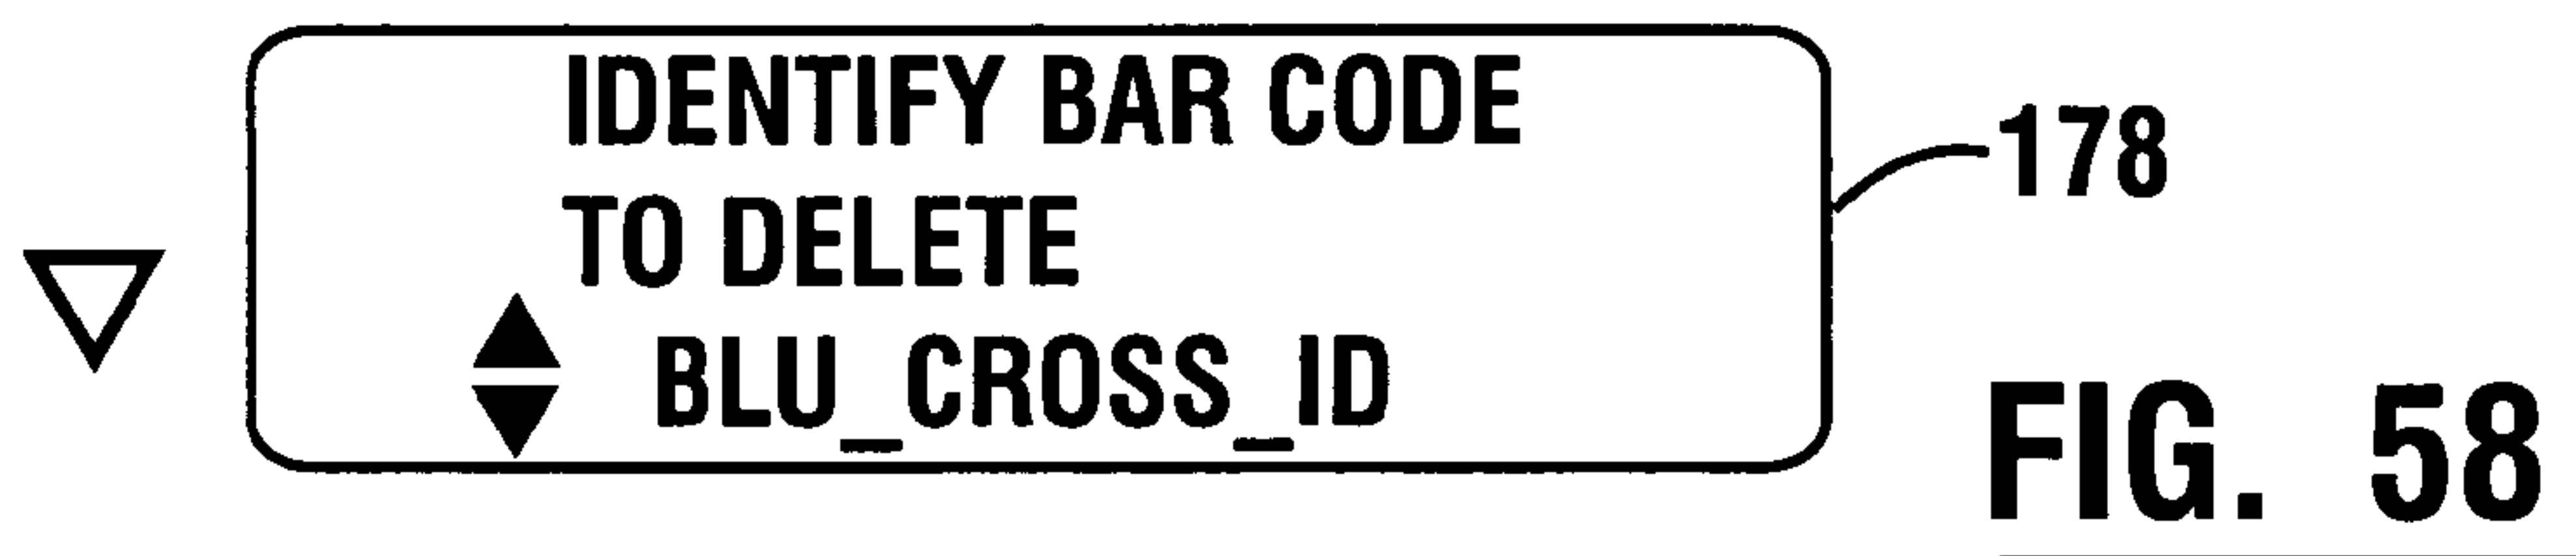 IDENTIFY BAR CODE
TO DELETE
BLU_CROSS_ID
178
FIG. 58